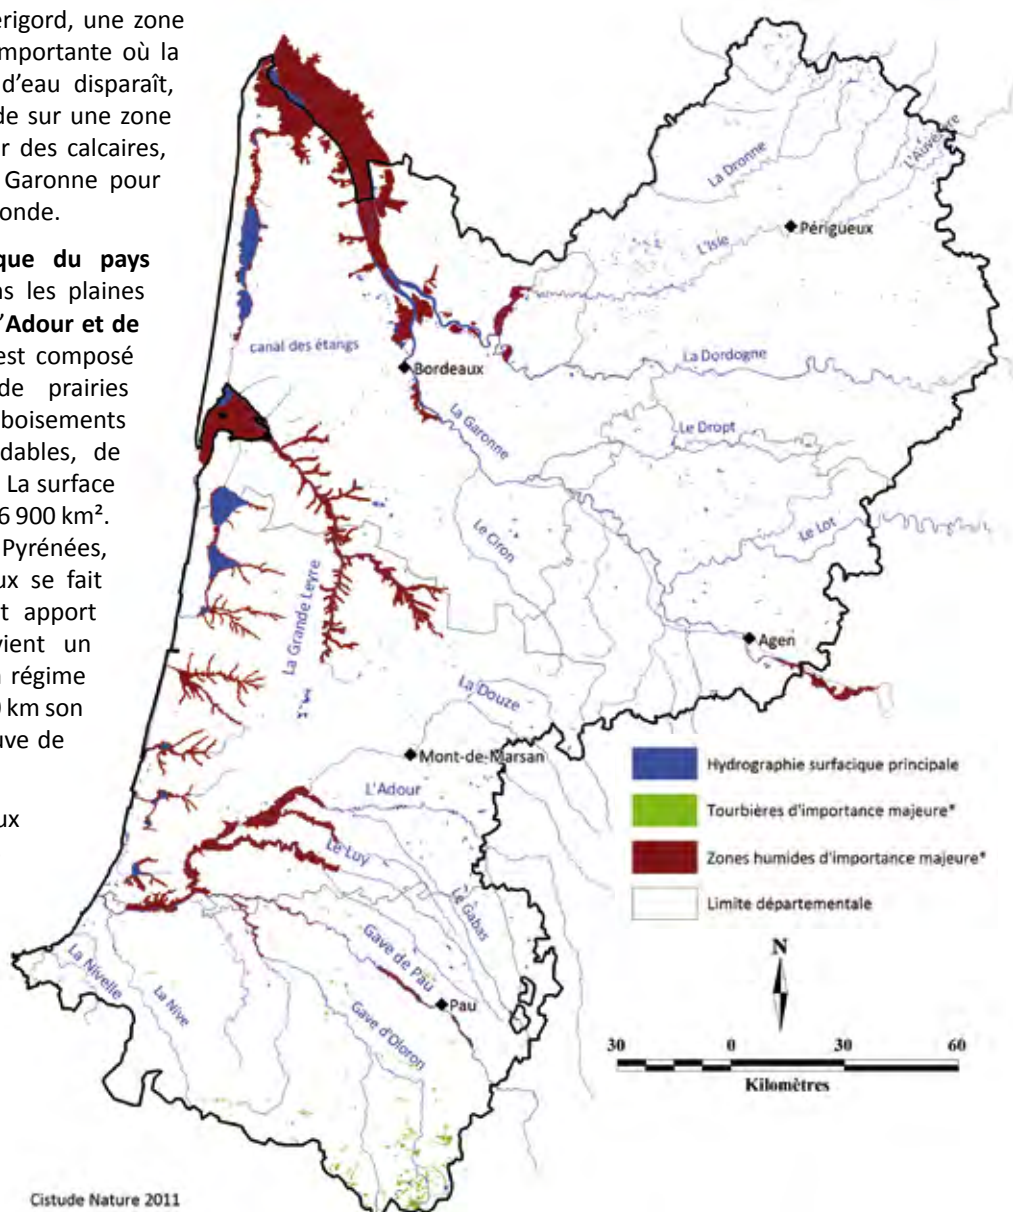 érigord, une zone
mportante où la
d'eau disparaît,
de sur une zone
r des calcaires,
Garonne pour
onde.
que du pays
s les plaines
'Adour et de
est composé
de prairies
boisements
dables, de
La surface
6 900 km².
Pyrénées,
ux se fait
t apport
vient un
régime
km son
uve de
ux
La Dronne
L'Auvézère
Périgueux
L'Isle
canal des étangs
La Dordogne
Bordeaux
La Garonne
Le Dropt
Le Ciron
Le Lot
La Grande Leyre
Agen
La Douze
Mont-de-Marsan
L'Adour
Le Luy
Le Gabas
Gave de Pau
La Nivelle
La Nive
Pau
Gave d'Oloron
Hydrographie surfacique principale
Tourbières d'importance majeure*
Zones humides d'importance majeure*
Limite départementale
N
30 0 30 60
Kilomètres
Cistude Nature 2011